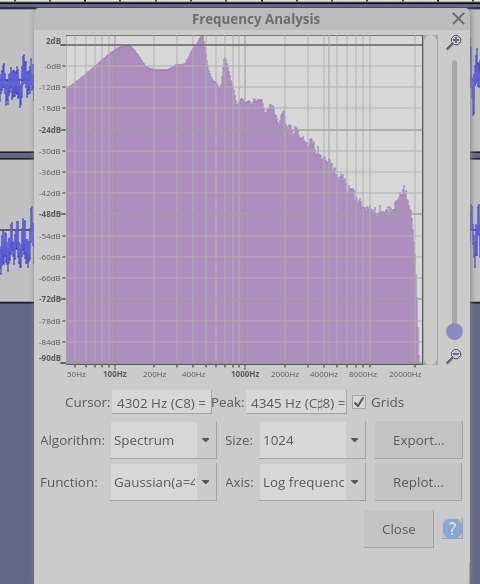 Frequency Analysis
2dB
-6dB
-12dB
-18dB
-24dB
-30dB
-36dB
-42dB
-48dB
-54dB
-60dB
-66dB
-72dB
-78dB
-84dB
-90dB
50Hz 100Hz 200Hz 400Hz 1000Hz 2000Hz 4000Hz 8000Hz 20000Hz
Cursor: 4302 Hz (C8) = Peak: 4345 Hz (C♯8) = Grids
Algorithm: Spectrum Size: 1024 Export...
Function: Gaussian(a=4 Axis: Log frequenc Replot...
Close ?